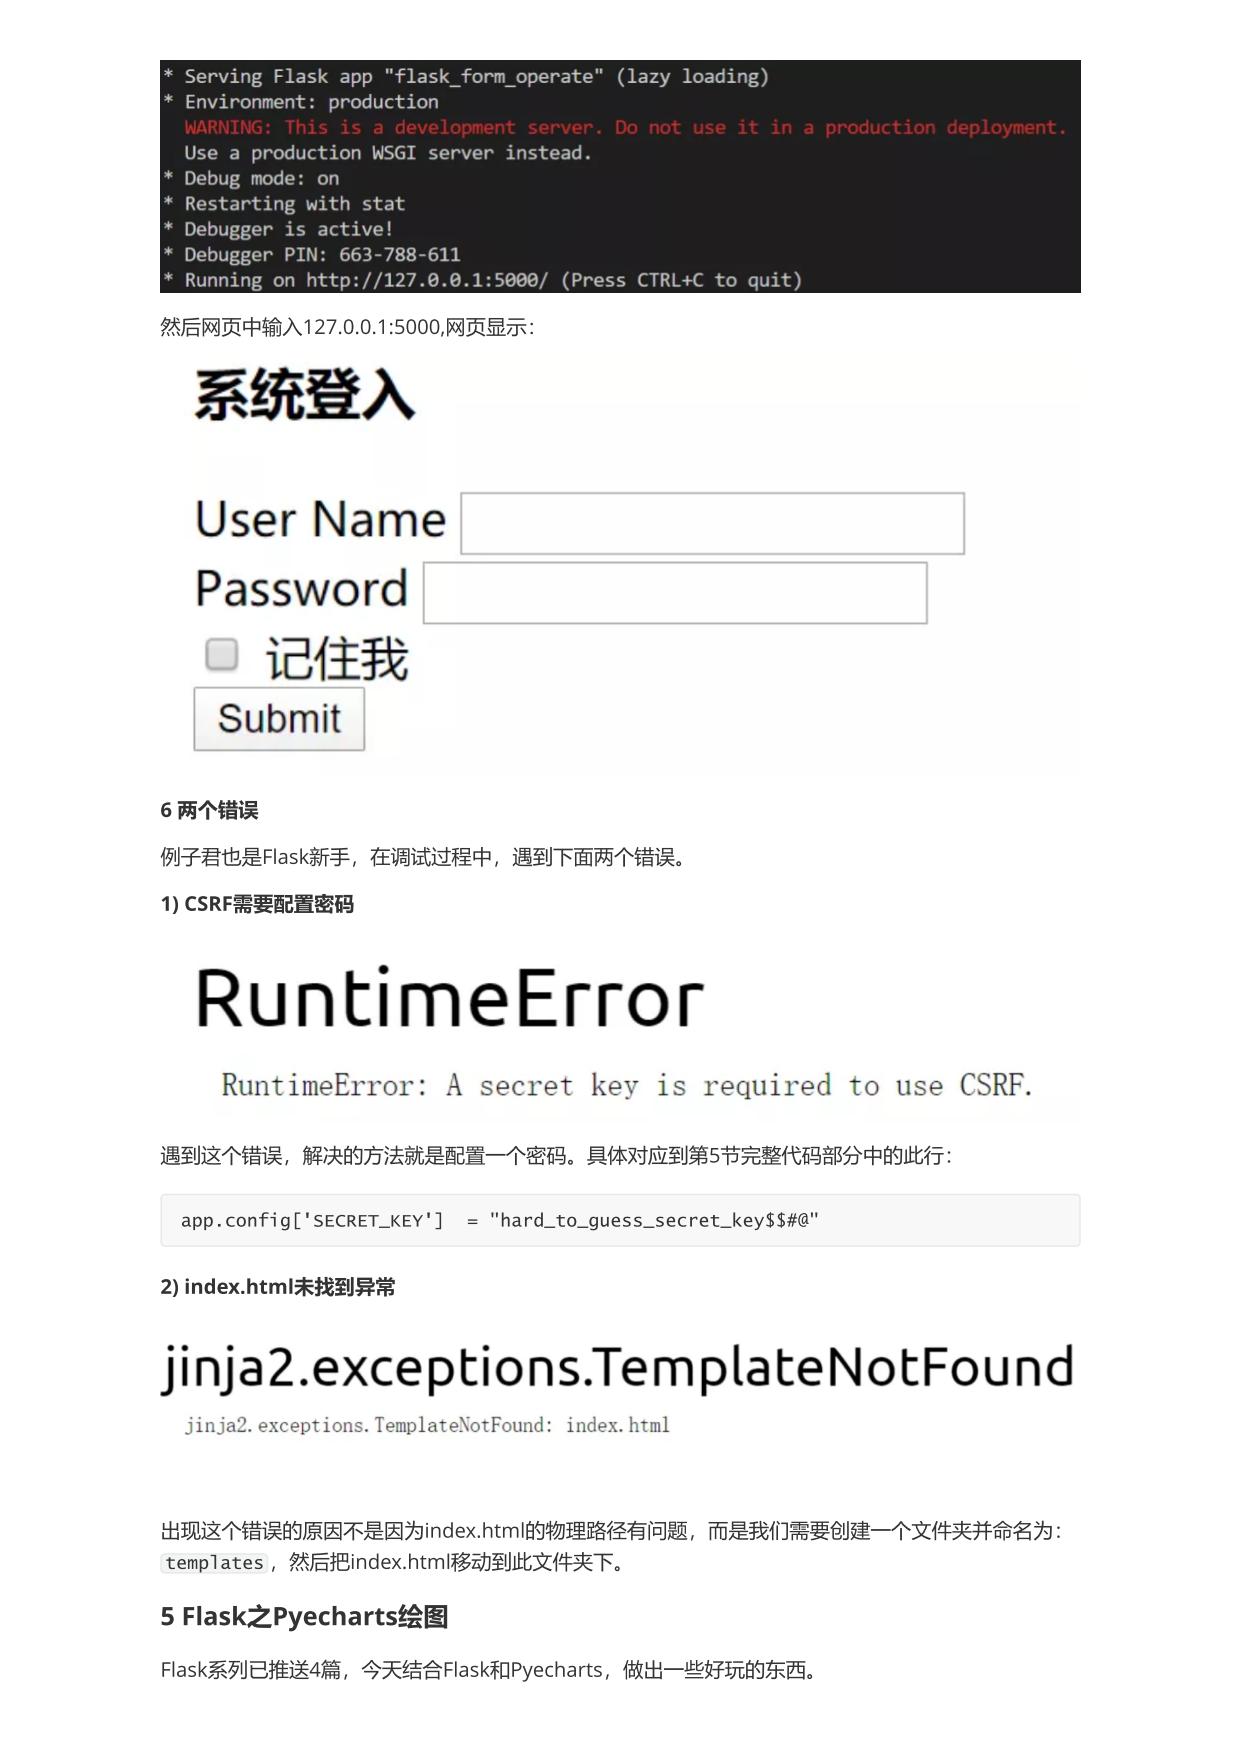 * Serving Flask app "flask_form_operate" (lazy loading)
* Environment: production
WARNING: This is a development server. Do not use it in a production deployment.
Use a production WSGI server instead.
* Debug mode: on
* Restarting with stat
* Debugger is active!
* Debugger PIN: 663-788-611
* Running on http://127.0.0.1:5000/ (Press CTRL+C to quit)
然后网页中输入127.0.0.1:5000,网页显示：
系统登入
User Name
Password
记住我
Submit
6 两个错误
例子君也是Flask新手，在调试过程中，遇到下面两个错误。
1) CSRF需要配置密码
RuntimeError
RuntimeError: A secret key is required to use CSRF.
遇到这个错误，解决的方法就是配置一个密码。具体对应到第5节完整代码部分中的此行：
app.config['SECRET_KEY']  = "hard_to_guess_secret_key$$#@"
2) index.html未找到异常
jinja2.exceptions.TemplateNotFound
jinja2.exceptions.TemplateNotFound: index.html
出现这个错误的原因不是因为index.html的物理路径有问题，而是我们需要创建一个文件夹并命名为：
templates，然后把index.html移动到此文件夹下。
5 Flask之Pyecharts绘图
Flask系列已推送4篇，今天结合Flask和Pyecharts，做出一些好玩的东西。